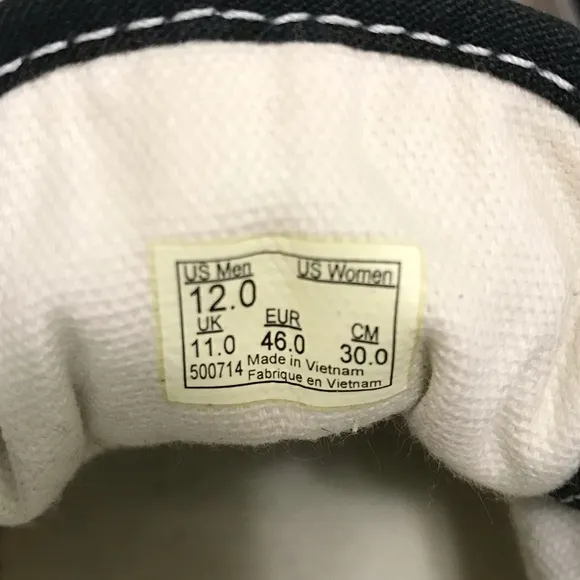 US Men US Women
12.0
UK EUR CM
11.0 46.0 30.0
500714 Made in Vietnam
Fabrique en Vietnam